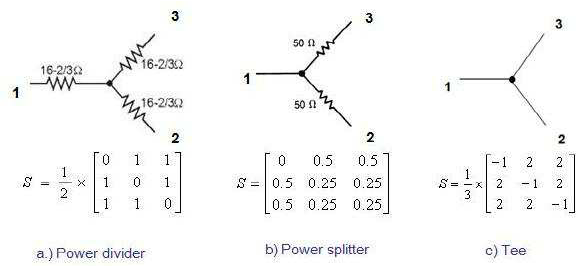 3
16-2/3Ω
16-2/3Ω
1
16-2/3Ω
2
S = 1/2 × [0 1 1; 1 0 1; 1 1 0]
a.) Power divider
3
50 Ω
1
50 Ω
2
S = [0 0.5 0.5; 0.5 0.25 0.25; 0.5 0.25 0.25]
b) Power splitter
3
1
2
S = 1/3 × [-1 2 2; 2 -1 2; 2 2 -1]
c) Tee